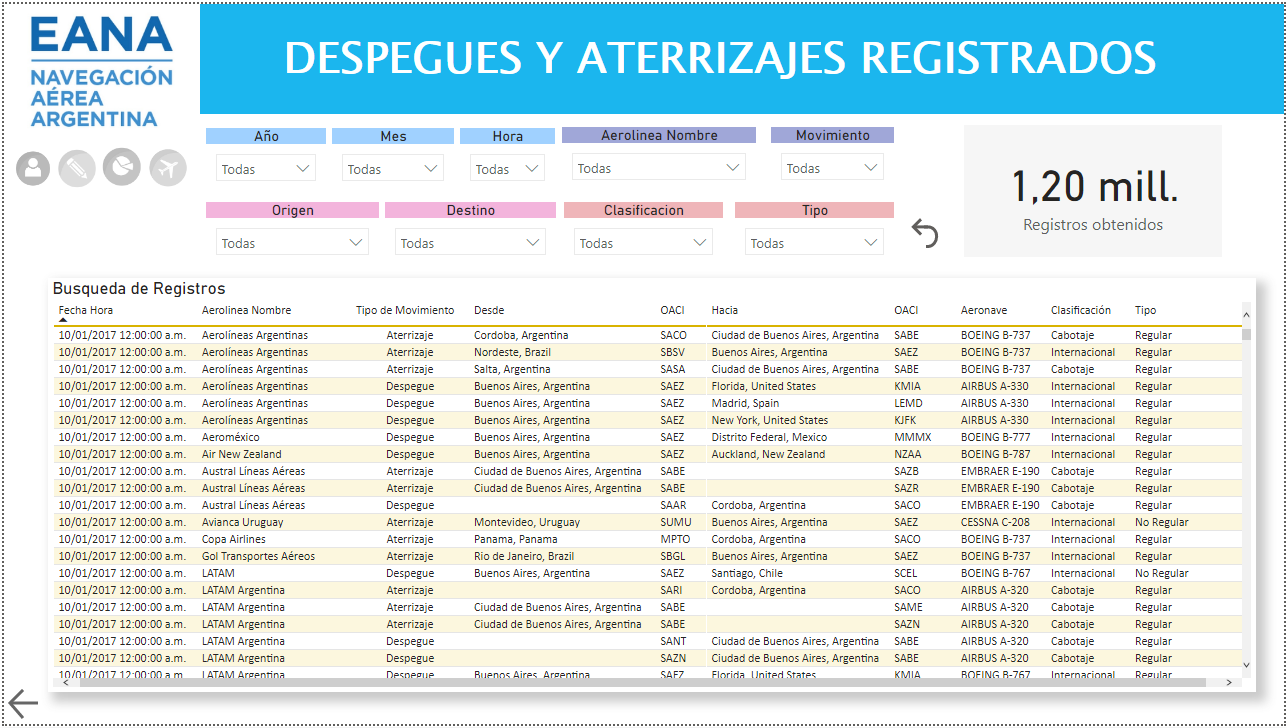 EANA
NAVEGACIÓN
AÉREA
ARGENTINA
DESPEGUES Y ATERRIZAJES REGISTRADOS
Año Mes Hora Aerolinea Nombre Movimiento
Todas Todas Todas Todas Todas
Origen Destino Clasificacion Tipo
Todas Todas Todas Todas
1,20 mill.
Registros obtenidos
Busqueda de Registros
Fecha Hora Aerolinea Nombre Tipo de Movimiento Desde OACI Hacia OACI Aeronave Clasificación Tipo
10/01/2017 12:00:00 a.m. Aerolíneas Argentinas Aterrizaje Cordoba, Argentina SACO Ciudad de Buenos Aires, Argentina SABE BOEING B-737 Cabotaje Regular
10/01/2017 12:00:00 a.m. Aerolíneas Argentinas Aterrizaje Nordeste, Brazil SBSV Buenos Aires, Argentina SAEZ BOEING B-737 Internacional Regular
10/01/2017 12:00:00 a.m. Aerolíneas Argentinas Aterrizaje Salta, Argentina SASA Ciudad de Buenos Aires, Argentina SABE BOEING B-737 Cabotaje Regular
10/01/2017 12:00:00 a.m. Aerolíneas Argentinas Despegue Buenos Aires, Argentina SAEZ Florida, United States KMIA AIRBUS A-330 Internacional Regular
10/01/2017 12:00:00 a.m. Aerolíneas Argentinas Despegue Buenos Aires, Argentina SAEZ Madrid, Spain LEMD AIRBUS A-330 Internacional Regular
10/01/2017 12:00:00 a.m. Aerolíneas Argentinas Despegue Buenos Aires, Argentina SAEZ New York, United States KJFK AIRBUS A-330 Internacional Regular
10/01/2017 12:00:00 a.m. Aeroméxico Despegue Buenos Aires, Argentina SAEZ Distrito Federal, Mexico MMMX BOEING B-777 Internacional Regular
10/01/2017 12:00:00 a.m. Air New Zealand Despegue Buenos Aires, Argentina SAEZ Auckland, New Zealand NZAA BOEING B-787 Internacional Regular
10/01/2017 12:00:00 a.m. Austral Líneas Aéreas Aterrizaje Ciudad de Buenos Aires, Argentina SABE SAZB EMBRAER E-190 Cabotaje Regular
10/01/2017 12:00:00 a.m. Austral Líneas Aéreas Aterrizaje Ciudad de Buenos Aires, Argentina SABE SAZR EMBRAER E-190 Cabotaje Regular
10/01/2017 12:00:00 a.m. Austral Líneas Aéreas Despegue SAAR Cordoba, Argentina SACO EMBRAER E-190 Cabotaje Regular
10/01/2017 12:00:00 a.m. Avianca Uruguay Aterrizaje Montevideo, Uruguay SUMU Buenos Aires, Argentina SAEZ CESSNA C-208 Internacional No Regular
10/01/2017 12:00:00 a.m. Copa Airlines Aterrizaje Panama, Panama MPTO Cordoba, Argentina SACO BOEING B-737 Internacional Regular
10/01/2017 12:00:00 a.m. Gol Transportes Aéreos Aterrizaje Rio de Janeiro, Brazil SBGL Buenos Aires, Argentina SAEZ BOEING B-737 Internacional Regular
10/01/2017 12:00:00 a.m. LATAM Despegue Buenos Aires, Argentina SAEZ Santiago, Chile SCEL BOEING B-767 Internacional No Regular
10/01/2017 12:00:00 a.m. LATAM Argentina Aterrizaje SARI Cordoba, Argentina SACO AIRBUS A-320 Cabotaje Regular
10/01/2017 12:00:00 a.m. LATAM Argentina Aterrizaje Ciudad de Buenos Aires, Argentina SABE SAME AIRBUS A-320 Cabotaje Regular
10/01/2017 12:00:00 a.m. LATAM Argentina Aterrizaje Ciudad de Buenos Aires, Argentina SABE SAZN AIRBUS A-320 Cabotaje Regular
10/01/2017 12:00:00 a.m. LATAM Argentina Despegue SANT Ciudad de Buenos Aires, Argentina SABE AIRBUS A-320 Cabotaje Regular
10/01/2017 12:00:00 a.m. LATAM Argentina Despegue SAZN Ciudad de Buenos Aires, Argentina SABE AIRBUS A-320 Cabotaje Regular
10/01/2017 12:00:00 a.m. LATAM Argentina Despegue Buenos Aires, Argentina SAEZ Florida, United States KMIA BOEING B-767 Internacional Regular